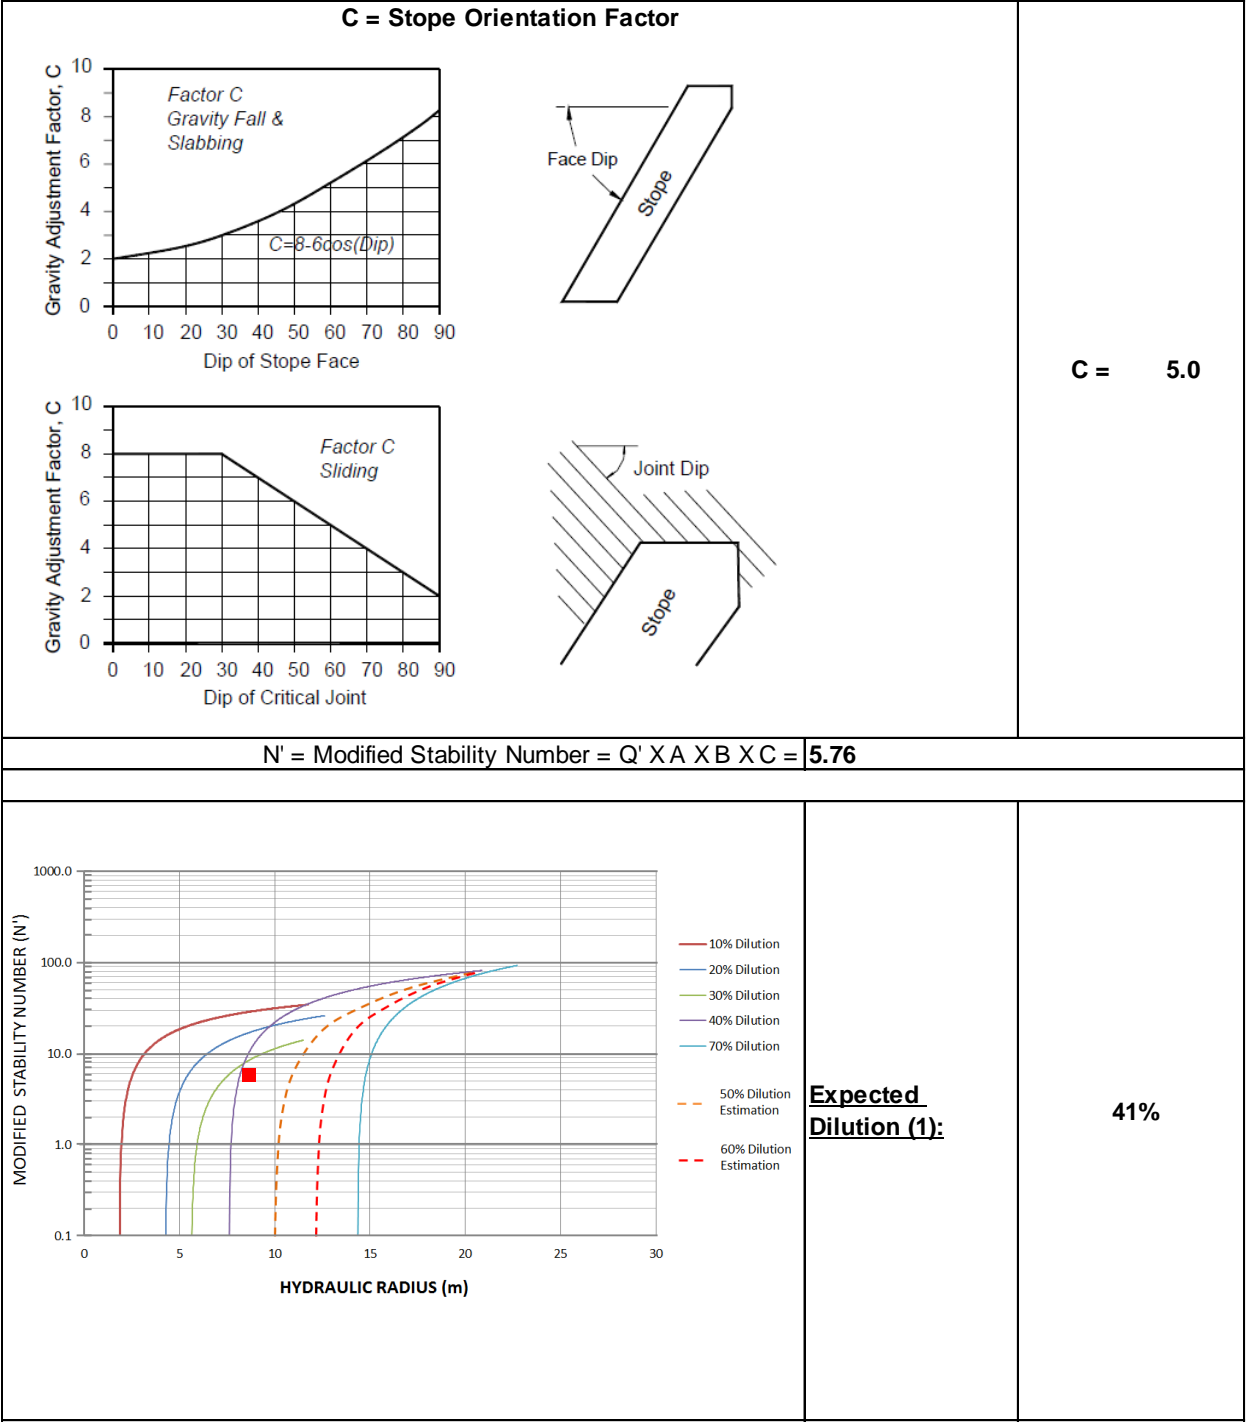 C = Stope Orientation Factor
Gravity Adjustment Factor, C
10
8
6
4
2
0
Factor C
Gravity Fall &
Slabbing
C=8-6cos(Dip)
0 10 20 30 40 50 60 70 80 90
Dip of Stope Face
Face Dip
Stope
C = 5.0
Gravity Adjustment Factor, C
10
8
6
4
2
0
Factor C
Sliding
0 10 20 30 40 50 60 70 80 90
Dip of Critical Joint
Joint Dip
Stope
N' = Modified Stability Number = Q' X A X B X C = 5.76
MODIFIED STABILITY NUMBER (N')
1000.0
100.0
10.0
1.0
0.1
0 5 10 15 20 25 30
HYDRAULIC RADIUS (m)
10% Dilution
20% Dilution
30% Dilution
40% Dilution
70% Dilution
50% Dilution
Estimation
60% Dilution
Estimation
Expected
Dilution (1):
41%